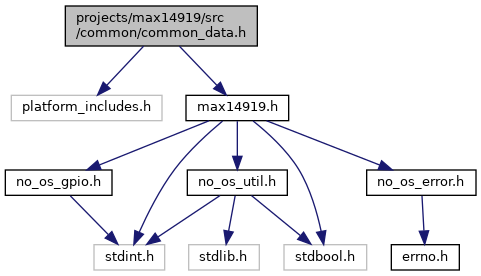 projects/max14919/src
/common/common_data.h
platform_includes.h
max14919.h
no_os_gpio.h
no_os_util.h
no_os_error.h
stdint.h
stdlib.h
stdbool.h
errno.h